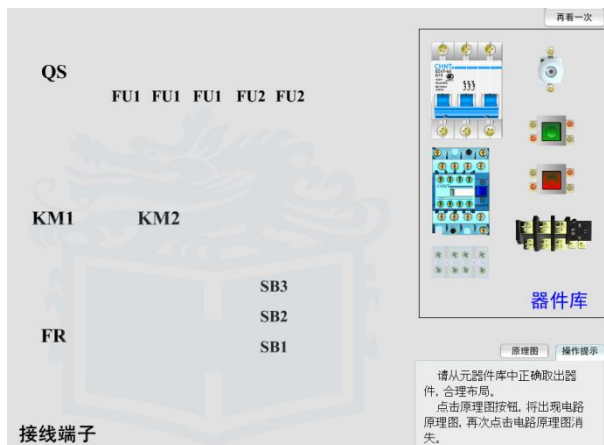 再看一次
QS
FU1 FU1 FU1 FU2 FU2
CHNT
KM1 KM2
SB3
SB2
SB1
FR
接线端子
器件库
原理图 操作提示
请从元器件库中正确取出器
件,合理布局。
点击原理图按钮,将出现电路
原理图,再次点击电路原理图消
失。